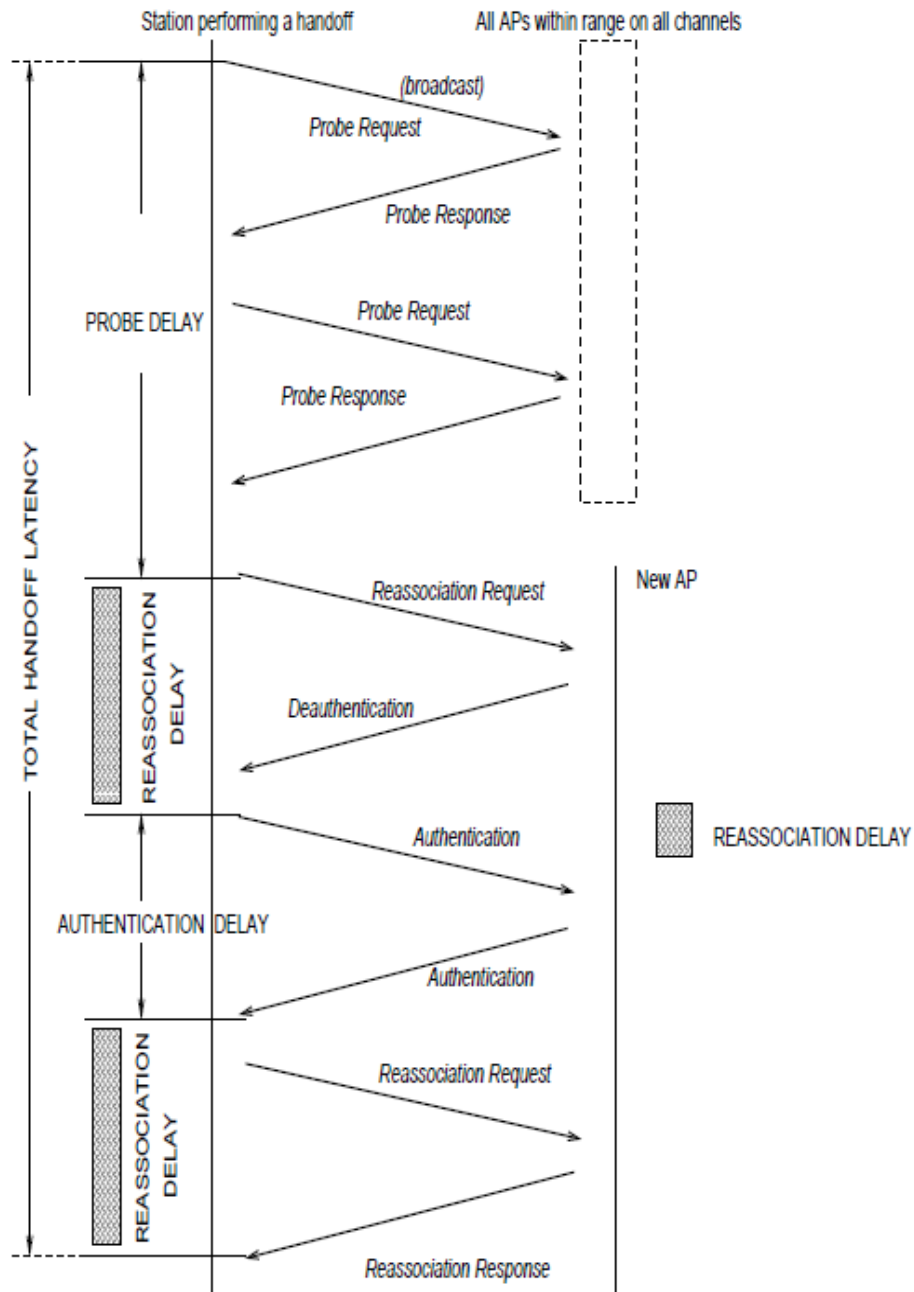 Station performing a handoff
All APs within range on all channels
(broadcast)
Probe Request
Probe Response
PROBE DELAY
Probe Request
Probe Response
TOTAL HANDOFF LATENCY
Reassociation Request
New AP
REASSOCIATION
DELAY
Deauthentication
Authentication
REASSOCIATION DELAY
AUTHENTICATION DELAY
Authentication
REASSOCIATION
DELAY
Reassociation Request
Reassociation Response